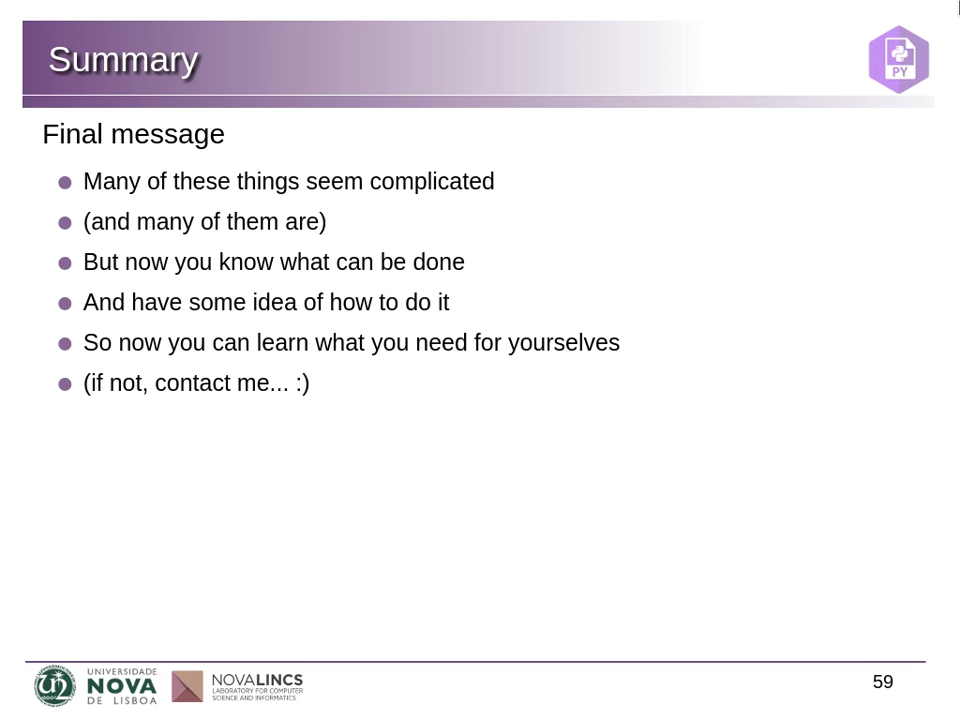 Summary
PY
Final message
Many of these things seem complicated
(and many of them are)
But now you know what can be done
And have some idea of how to do it
So now you can learn what you need for yourselves
(if not, contact me... :)
UNIVERSIDADE
NOVA
DE LISBOA
NOVALINCS
LABORATORY FOR COMPUTER
SCIENCE AND INFORMATICS
59